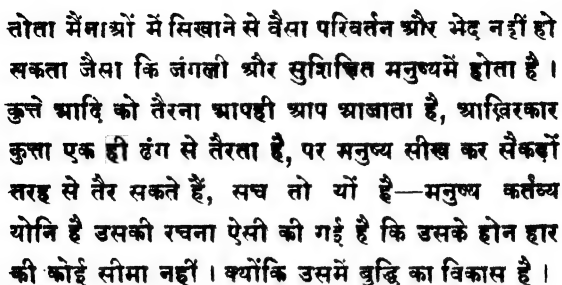 तोता मैंनाओं में सिखाने से वैसा परिवर्तन और भेद नहीं हो
सकता जैसा कि जंगली और सुशिक्षित मनुष्यमें होता है ।
कुत्ते आदि को तैरना आपही आप आजाता है, आख़िरकार
कुत्ता एक ही ढंग से तैरता है, पर मनुष्य सीख कर सैकड़ों
तरह से तैर सकते हैं, सच तो यों है—मनुष्य कर्तव्य
योनि है उसकी रचना ऐसी की गई है कि उसके होन हार
की कोई सीमा नहीं । क्योंकि उसमें बुद्धि का विकास है ।